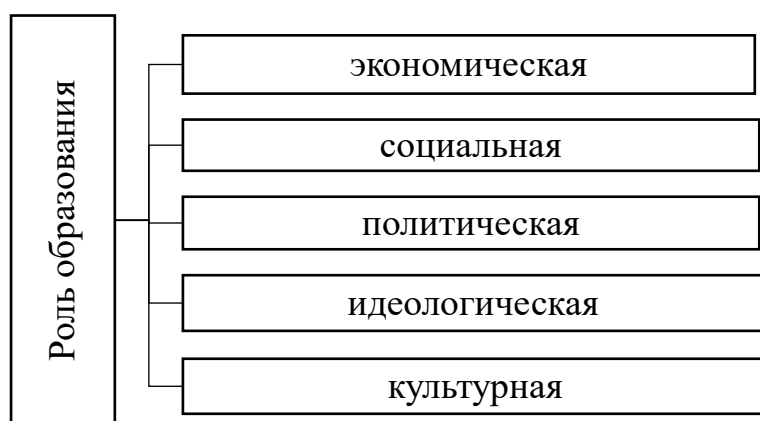 Роль образования
экономическая
социальная
политическая
идеологическая
культурная